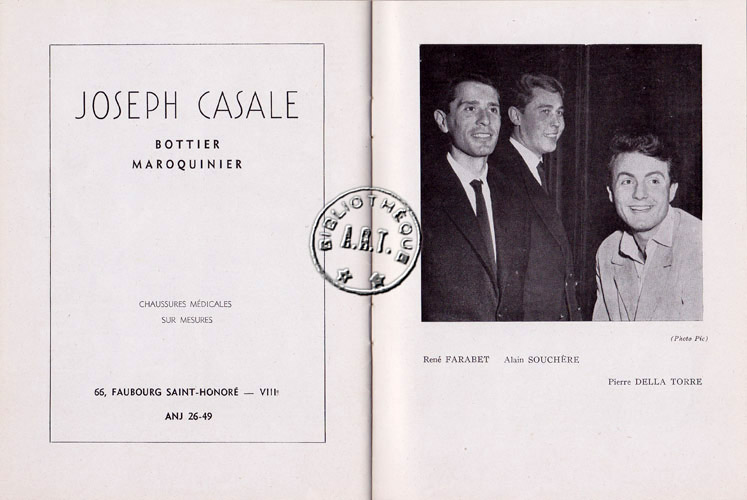 JOSEPH CASALE
BOTTIER
MAROQUINIER
CHAUSSURES MÉDICALES
SUR MESURES
66, FAUBOURG SAINT-HONORÉ — VIIIe
ANJ 26-49
BIBLIOTHÈQUE
A.R.T.
(Photo Pic)
René FARABET Alain SOUCHÈRE
Pierre DELLA TORRE